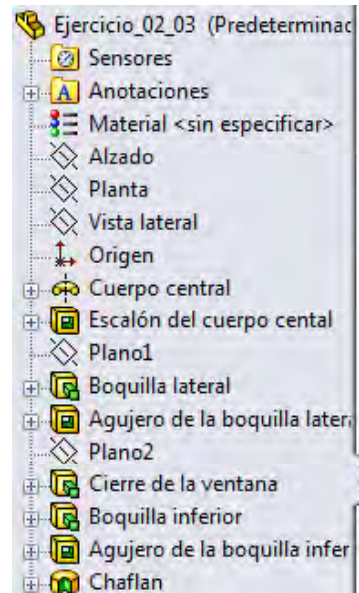 Ejercicio_02_03 (Predeterminac
Sensores
Anotaciones
Material <sin especificar>
Alzado
Planta
Vista lateral
Origen
Cuerpo central
Escalón del cuerpo cental
Plano1
Boquilla lateral
Agujero de la boquilla latera
Plano2
Cierre de la ventana
Boquilla inferior
Agujero de la boquilla infer
Chaflan